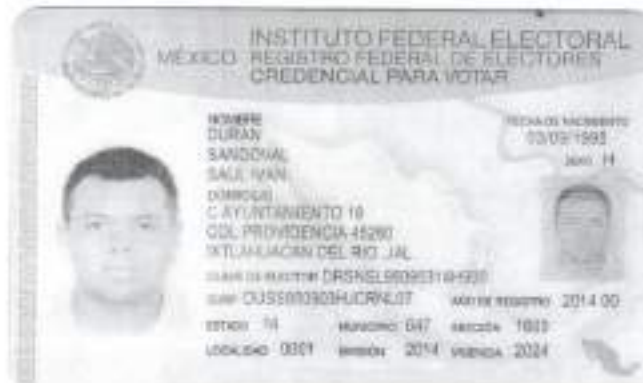 INSTITUTO FEDERAL ELECTORAL
MÉXICO REGISTRO FEDERAL DE ELECTORES
CREDENCIAL PARA VOTAR
NOMBRE
DURAN
SANDOVAL
SAUL IVAN
FECHA DE NACIMIENTO
SEXO H
DOMICILIO
C AYUNTAMIENTO
COL PROVIDENCIA 45260
IXTLAHUACAN DEL RIO, JAL.
CLAVE DE ELECTOR
CURP AÑO DE REGISTRO 2014 00
ESTADO 14 MUNICIPIO 047 SECCIÓN
LOCALIDAD 0001 EMISIÓN 2014 VIGENCIA 2024